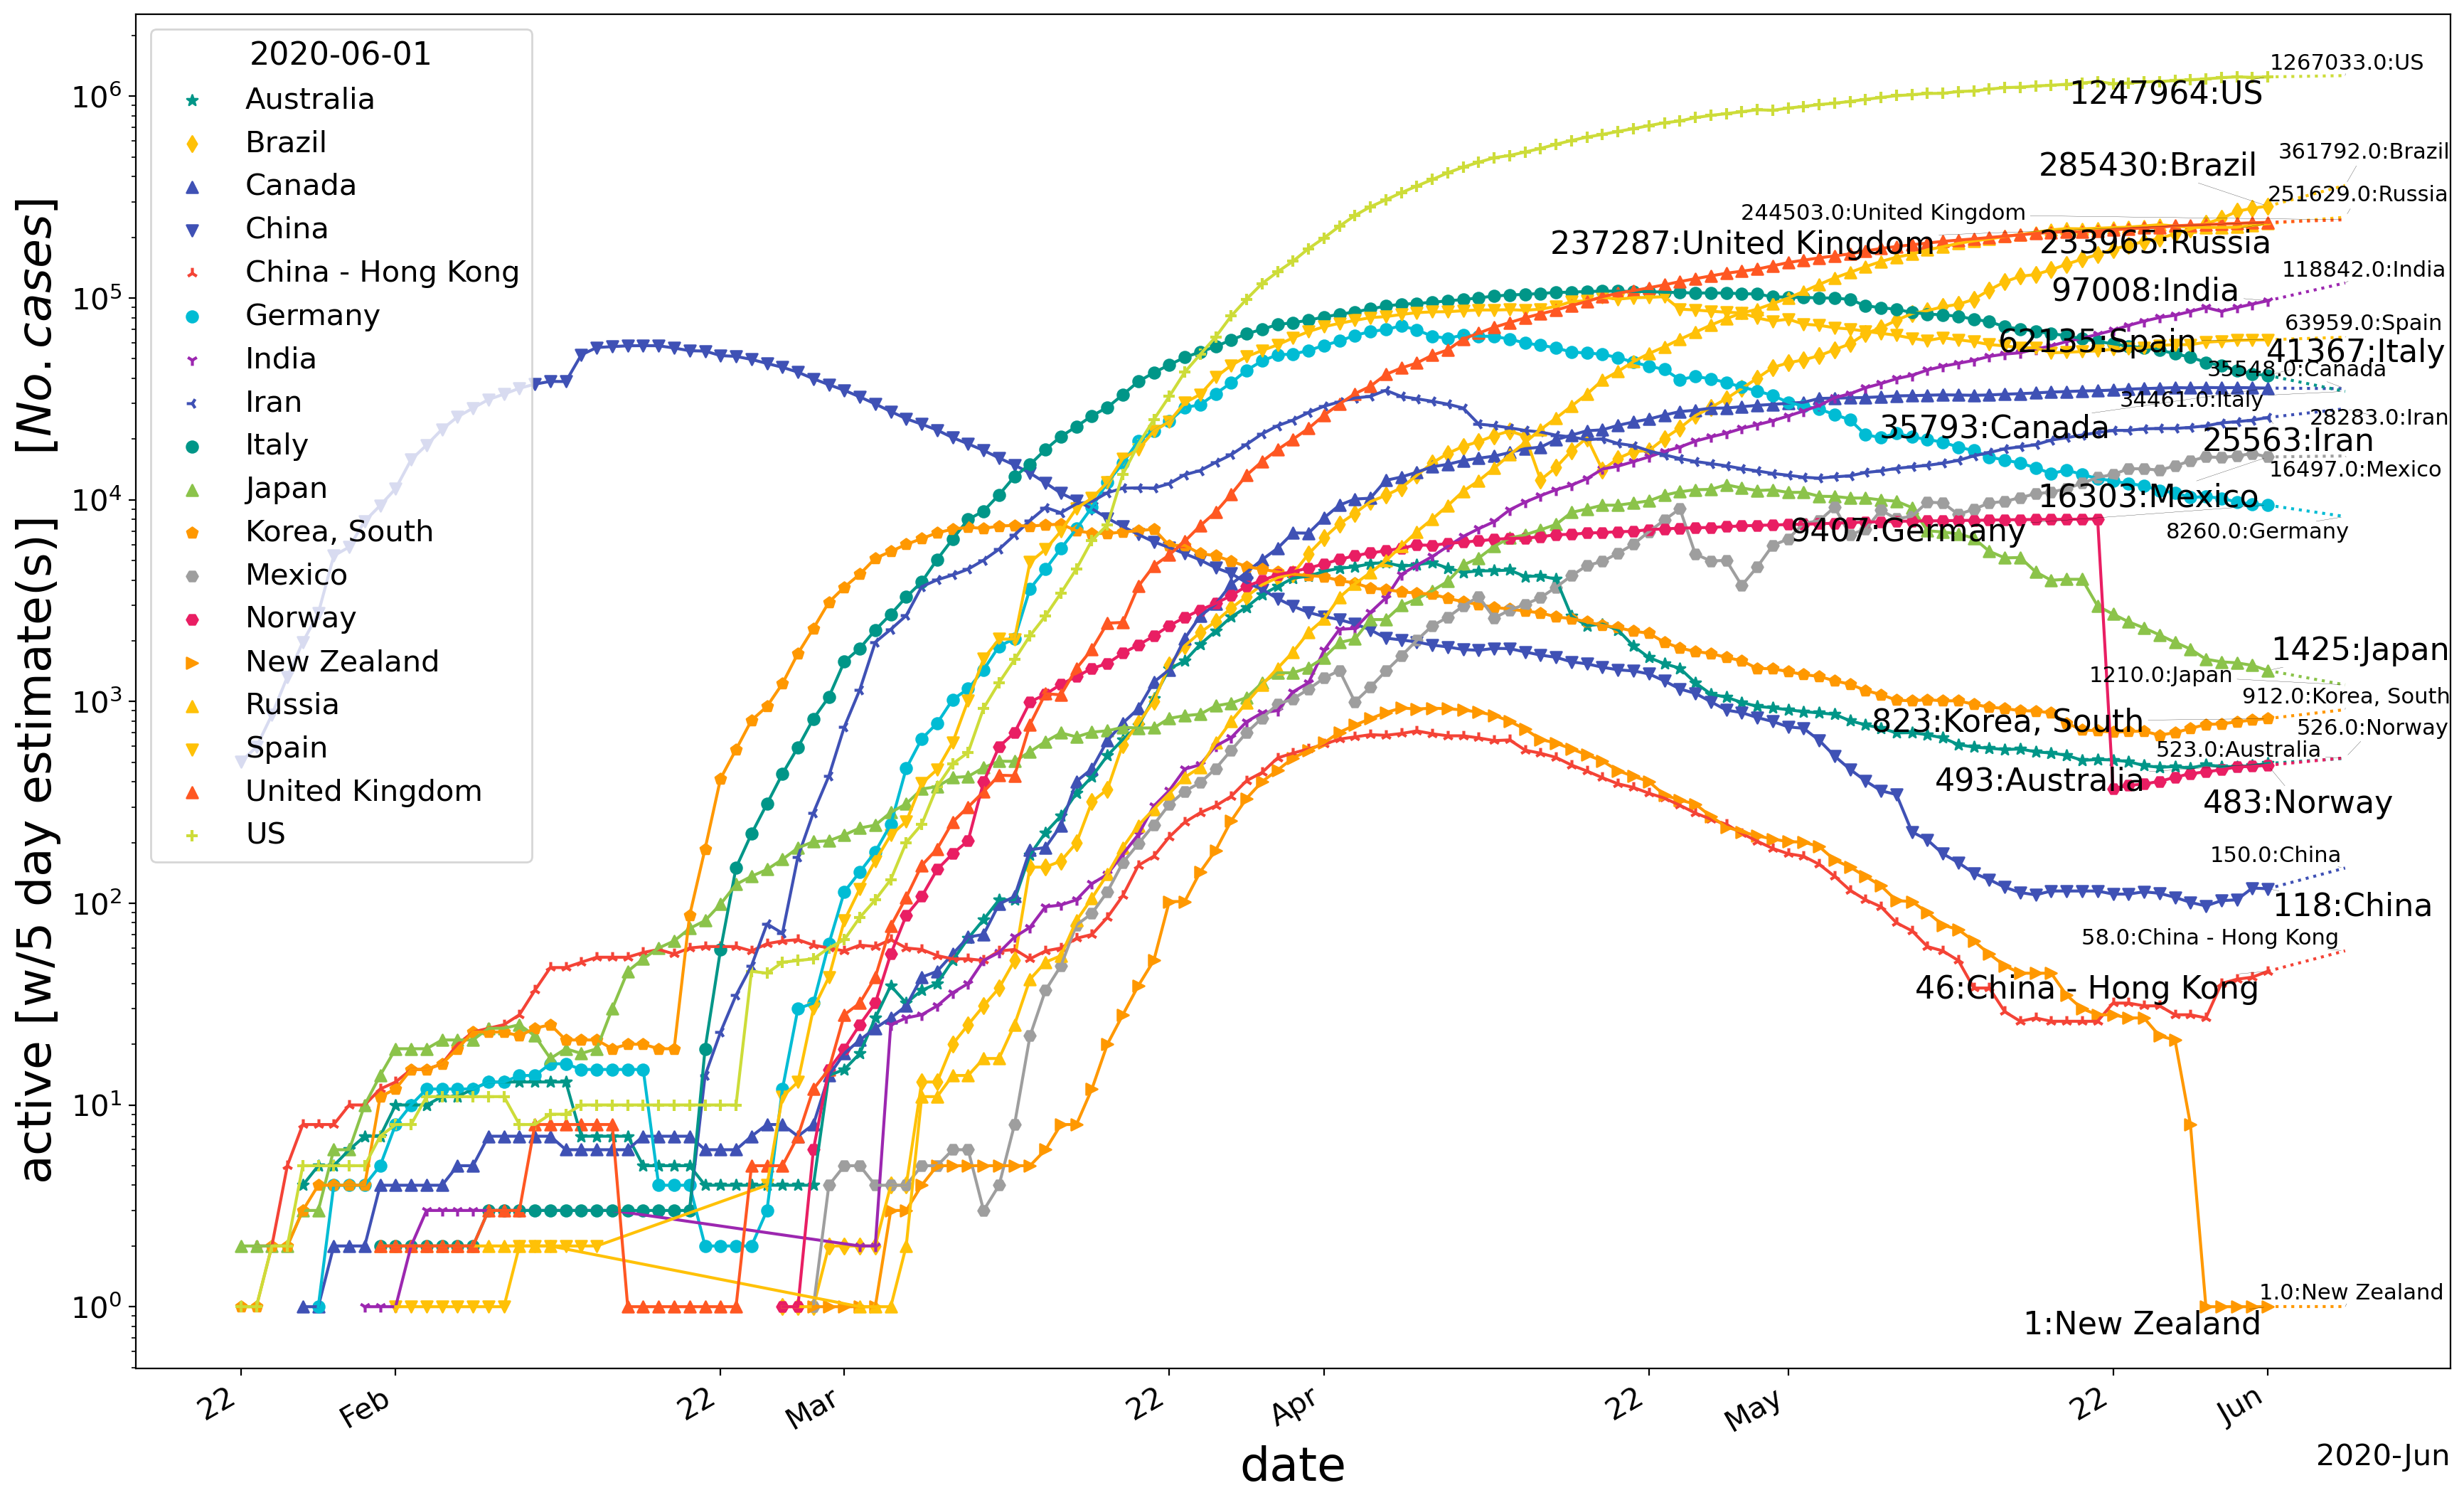 active [w/5 day estimate(s)] [No.cases]
10⁶
10⁵
10⁴
10³
10²
10¹
10⁰
2020-06-01
Australia
Brazil
Canada
China
China - Hong Kong
Germany
India
Iran
Italy
Japan
Korea, South
Mexico
Norway
New Zealand
Russia
Spain
United Kingdom
US
1267033.0:US
1247964:US
361792.0:Brazil
285430:Brazil
251629.0:Russia
244503.0:United Kingdom
237287:United Kingdom
233965:Russia
118842.0:India
97008:India
63959.0:Spain
62135:Spain
41367:Italy
35548.0:Canada
34461.0:Italy
28283.0:Iran
35793:Canada
25563:Iran
16497.0:Mexico
16303:Mexico
9407:Germany
8260.0:Germany
1425:Japan
1210.0:Japan
912.0:Korea, South
823:Korea, South
526.0:Norway
523.0:Australia
493:Australia
483:Norway
150.0:China
118:China
58.0:China - Hong Kong
46:China - Hong Kong
1.0:New Zealand
1:New Zealand
22
Feb
22
Mar
22
Apr
22
May
22
Jun
date
2020-Jun